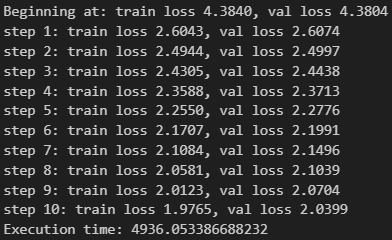 Beginning at: train loss 4.3840, val loss 4.3804
step 1: train loss 2.6043, val loss 2.6074
step 2: train loss 2.4944, val loss 2.4997
step 3: train loss 2.4305, val loss 2.4438
step 4: train loss 2.3588, val loss 2.3713
step 5: train loss 2.2550, val loss 2.2776
step 6: train loss 2.1707, val loss 2.1991
step 7: train loss 2.1084, val loss 2.1496
step 8: train loss 2.0581, val loss 2.1039
step 9: train loss 2.0123, val loss 2.0704
step 10: train loss 1.9765, val loss 2.0399
Execution time: 4936.053386688232